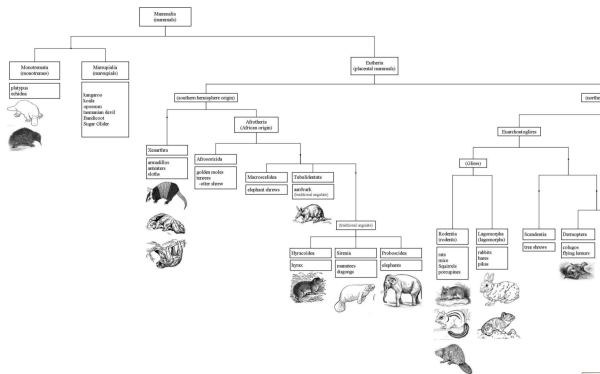 Mammalia
(mammals)
Monotremata
(monotremes)
platypus
echidna
Marsupialia
(marsupials)
kangaroo
koala
opossum
tasmanian devil
Bandicoot
Sugar Glider
Eutheria
(placental mammals)
(southern hemisphere origin)
(northe
Xenarthra
armadillos
anteaters
sloths
Afrotheria
(African origin)
Afrosoricida
golden moles
tenrecs
-otter shrew
Macroscelidea
elephant shrews
Tubulidentata
aardvark
(traditional ungulate)
(traditional ungulate)
Hyracoidea
hyrax
Sirenia
manatees
dugongs
Proboscidea
elephants
Euarchontoglires
(Glires)
Rodentia
(rodents)
rats
mice
Squirrels
porcupines
Lagomorpha
(lagomorphs)
rabbits
hares
pikas
Scandentia
tree shrews
Dermoptera
colugos
flying lemurs